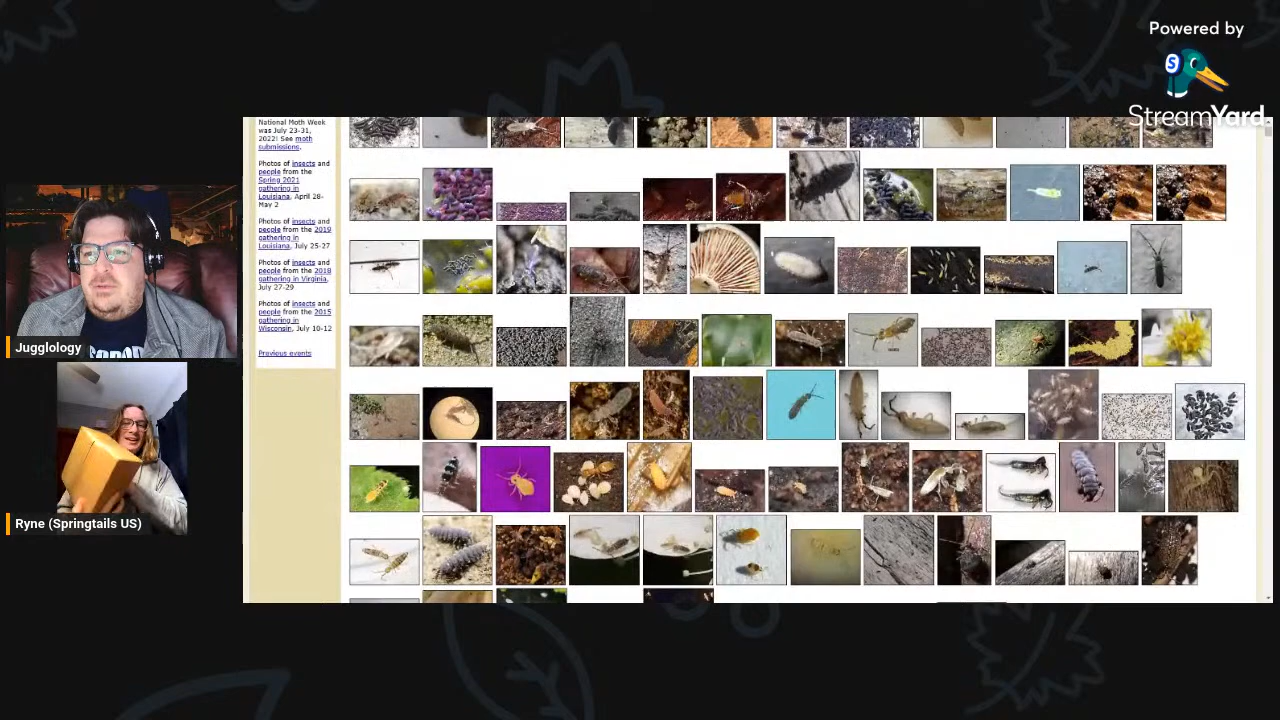 Powered by
StreamYard
National Moth Week
was July 23-31,
2022! See moth
submissions.
Photos of insects and
people from the
Spring 2021
gathering in
Louisiana, April 28-
May 2
Photos of insects and
people from the 2019
gathering in
Louisiana, July 25-27
Photos of insects and
people from the 2018
gathering in Virginia,
July 27-29
Photos of insects and
people from the 2015
gathering in
Wisconsin, July 10-12
Previous events
Jugglology
Ryne (Springtails US)